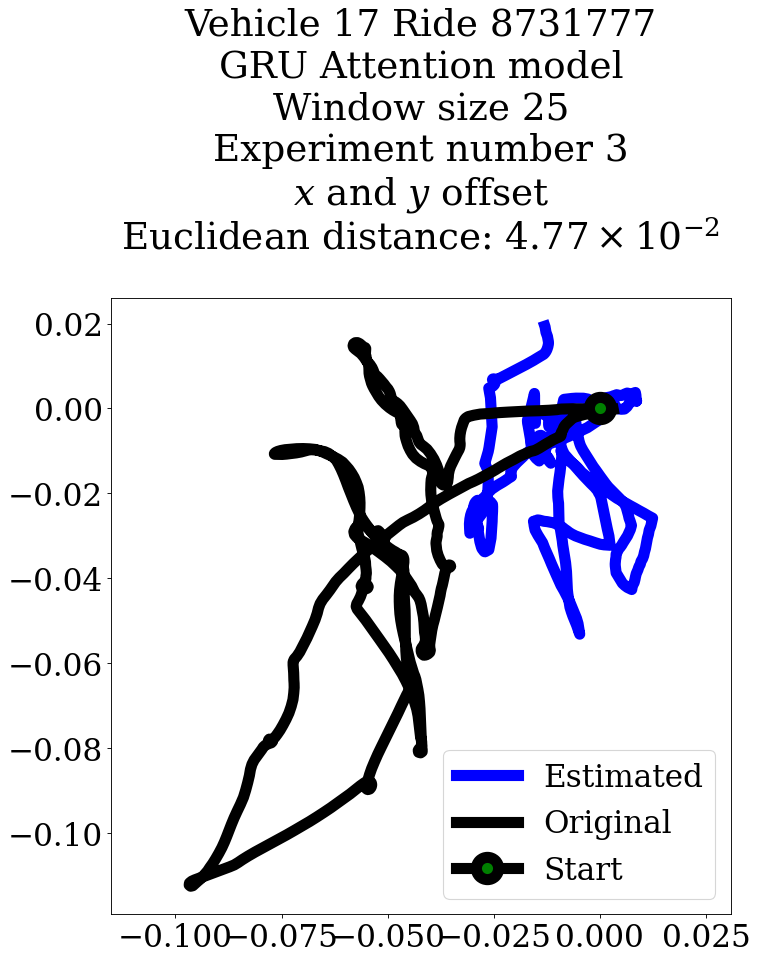 Vehicle 17 Ride 8731777
GRU Attention model
Window size 25
Experiment number 3
x and y offset
Euclidean distance: 4.77 × 10⁻²
0.02
0.00
−0.02
−0.04
−0.06
−0.08
−0.10
Estimated
Original
Start
−0.100 −0.075 −0.050 −0.025 0.000 0.025